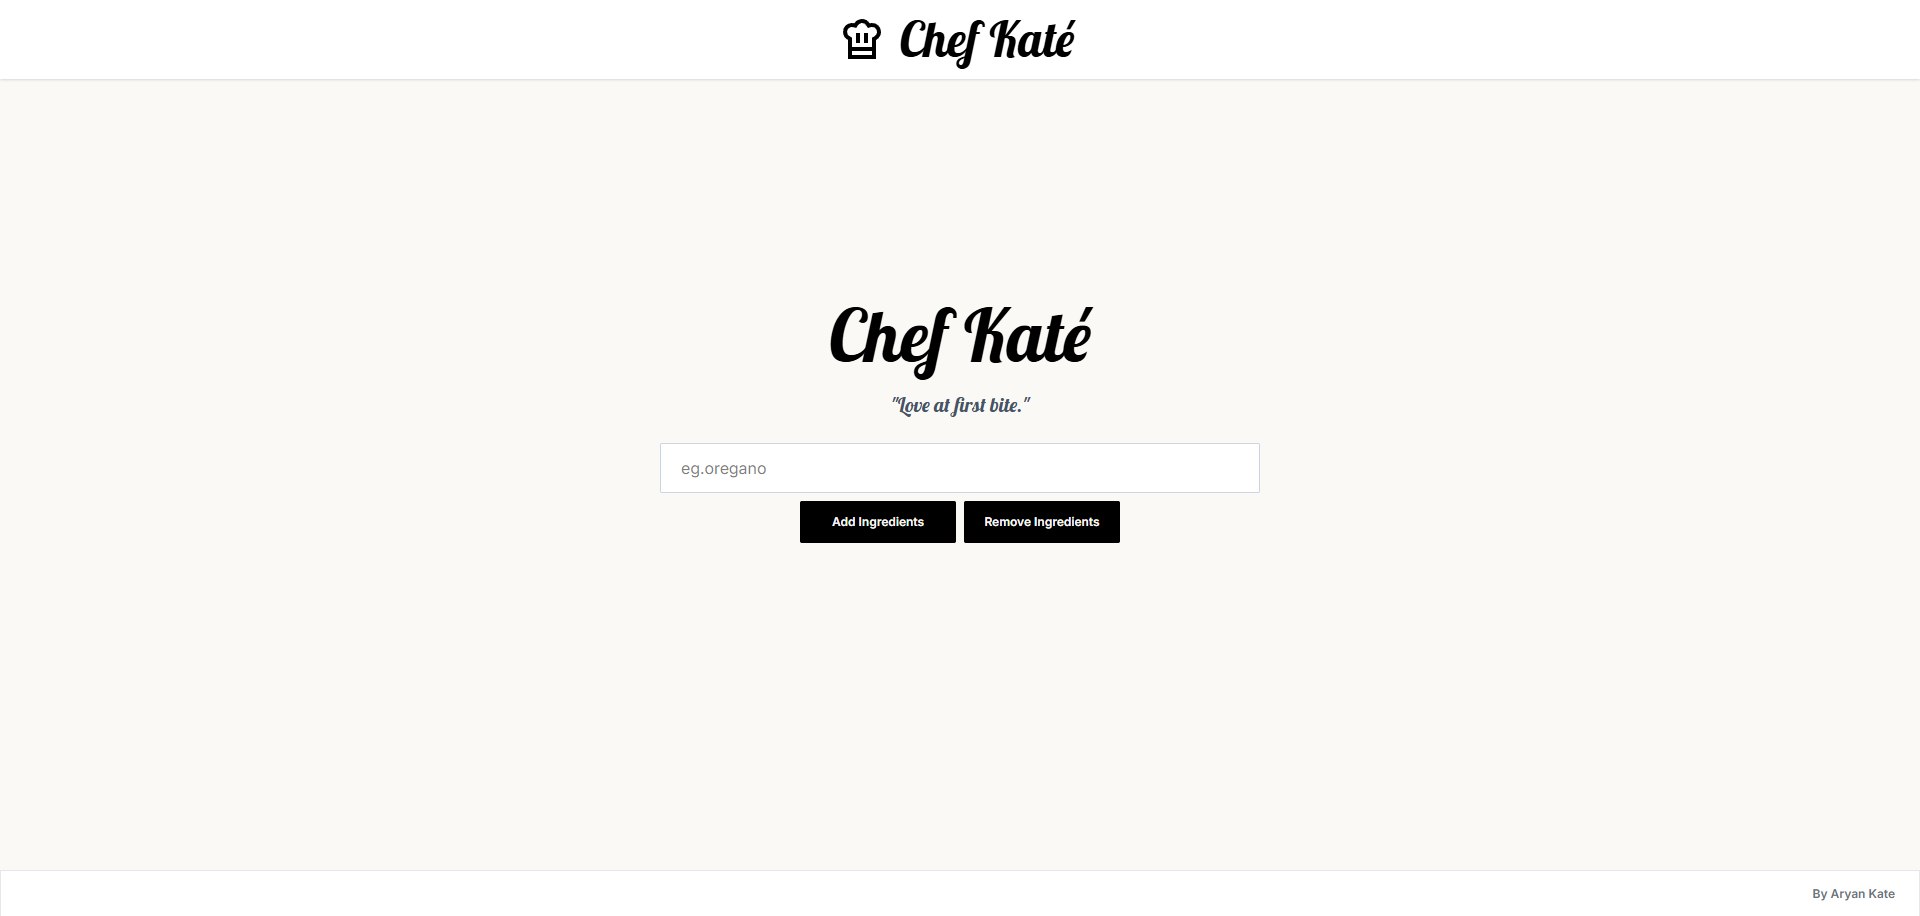 Chef Katé
Chef Katé
"Love at first bite."
eg.oregano
Add Ingredients
Remove Ingredients
By Aryan Kate